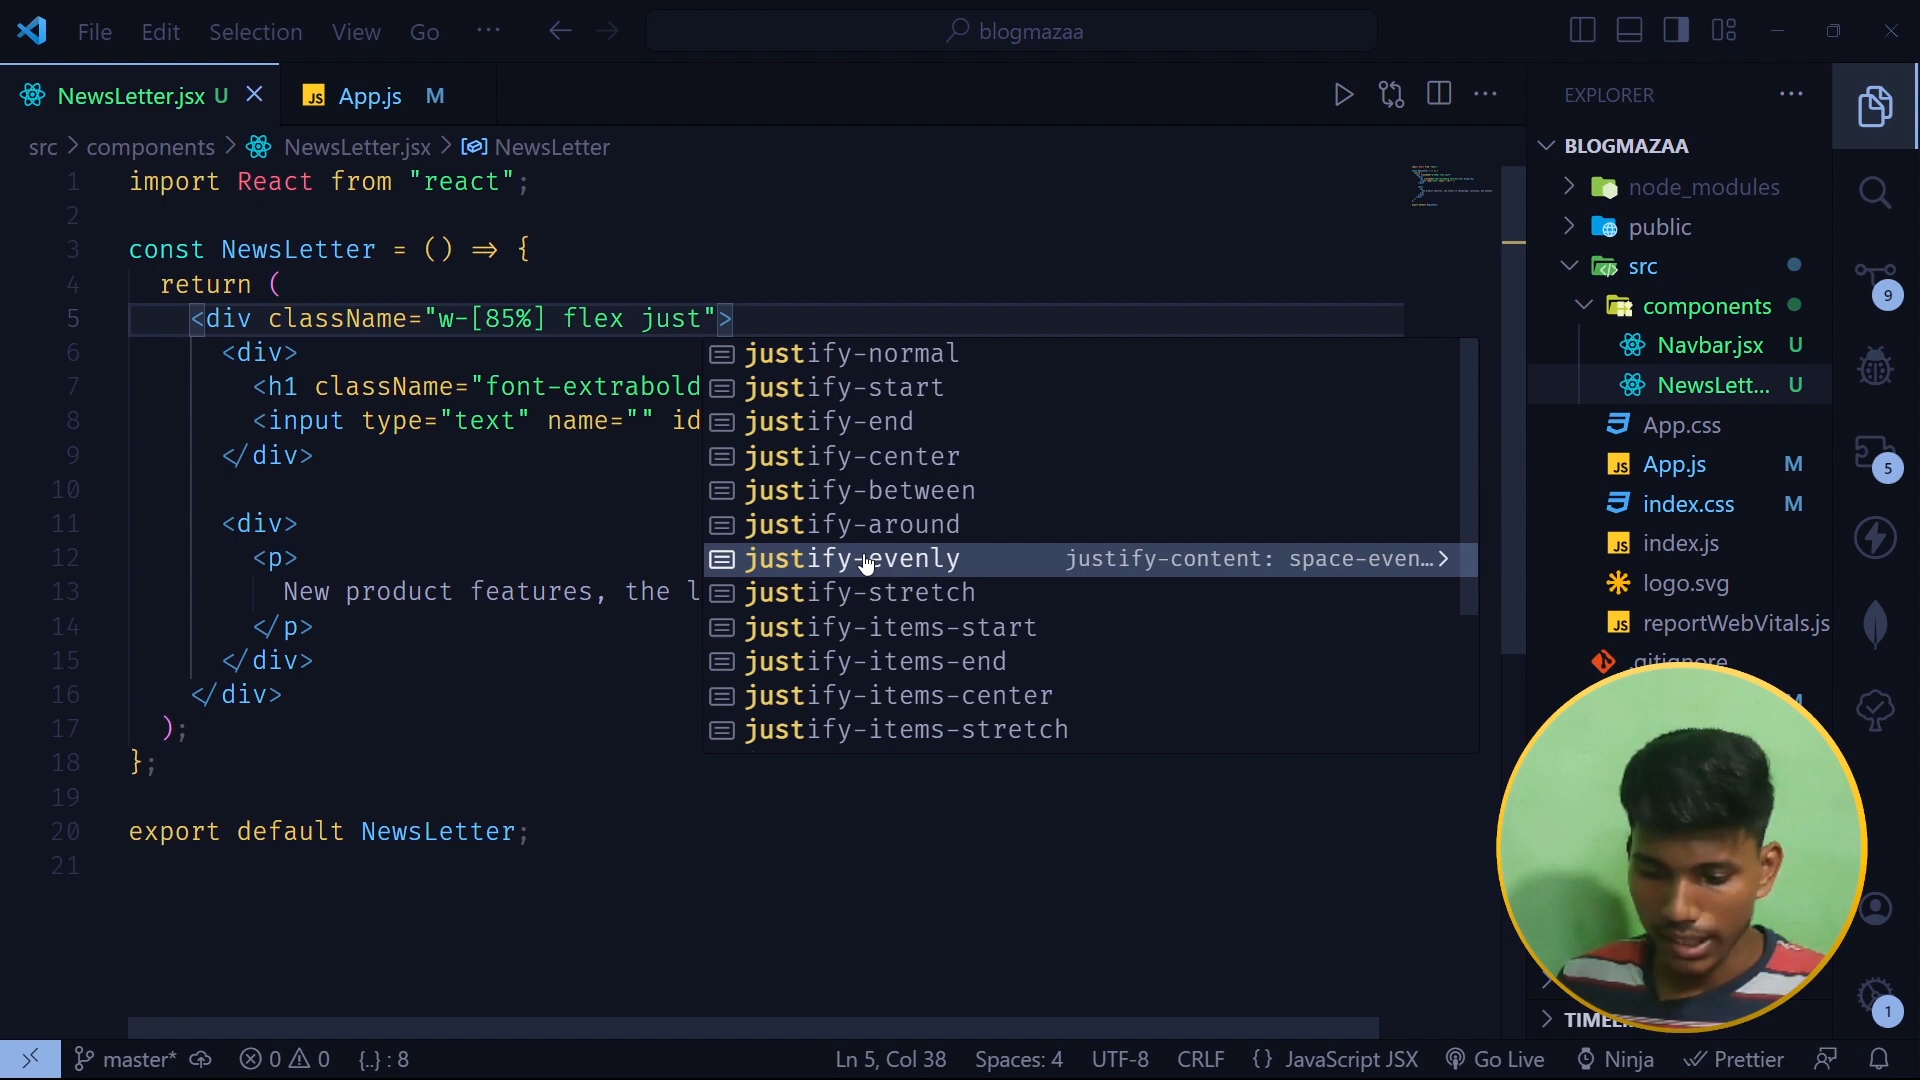 File Edit Selection View Go ··· blogmazaa
NewsLetter.jsx U App.js M
EXPLORER
src > components > NewsLetter.jsx > NewsLetter
BLOGMAZAA
1 import React from "react";
2
3 const NewsLetter = () => {
4 return (
5 <div className="w-[85%] flex just">
6 <div>
7 <h1 className="font-extrabold
8 <input type="text" name="" id
9 </div>
10
11 <div>
12 <p>
13 New product features, the l
14 </p>
15 </div>
16 </div>
17 );
18 };
19
20 export default NewsLetter;
21
justify-normal
justify-start
justify-end
justify-center
justify-between
justify-around
justify-evenly justify-content: space-even…>
justify-stretch
justify-items-start
justify-items-end
justify-items-center
justify-items-stretch
node_modules
public
src
components
Navbar.jsx U
NewsLett... U
App.css
App.js M
index.css M
index.js
logo.svg
reportWebVitals.js
.gitignore
9
5
1
master* 0 0 {..} : 8 Ln 5, Col 38 Spaces: 4 UTF-8 CRLF {} JavaScript JSX Go Live Ninja Prettier